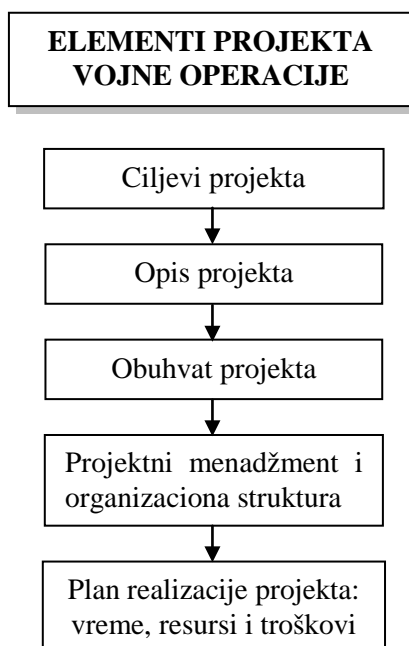 ELEMENTI PROJEKTA
VOJNE OPERACIJE
Ciljevi projekta
Opis projekta
Obuhvat projekta
Projektni menadžment i
organizaciona struktura
Plan realizacije projekta:
vreme, resursi i troškovi